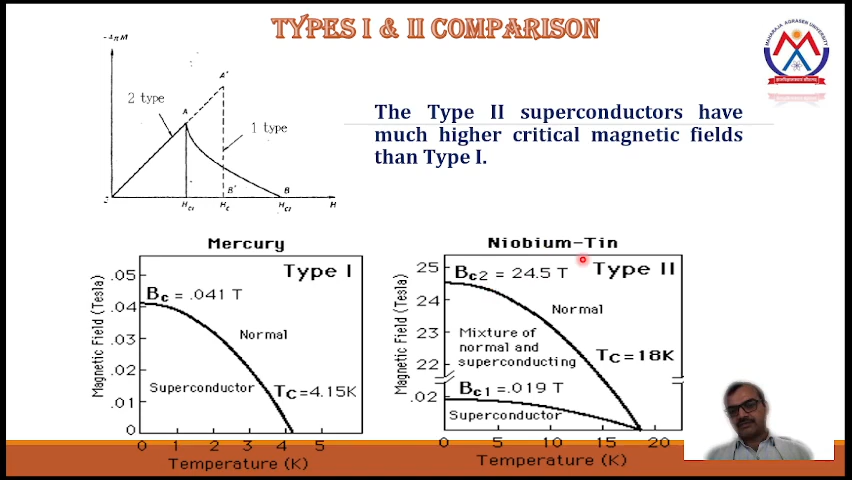 TYPES I & II COMPARISON
MAHARAJA AGRASEN UNIVERSITY
-4πM
A'
2 type
A
1 type
B'
B
Hc1
Hc
Hc2
H
The Type II superconductors have
much higher critical magnetic fields
than Type I.
Mercury
Type I
Bc = .041 T
Normal
Superconductor
Tc=4.15K
Magnetic Field (Tesla)
.05
.04
.03
.02
.01
0
0 1 2 3 4 5
Temperature (K)
Niobium-Tin
Type II
Bc2 = 24.5 T
Normal
Mixture of
normal and
superconducting
Tc=18K
Bc1=.019 T
Superconductor
Magnetic Field (Tesla)
25
24
23
22
.02
0 5 10 15 20
Temperature (K)